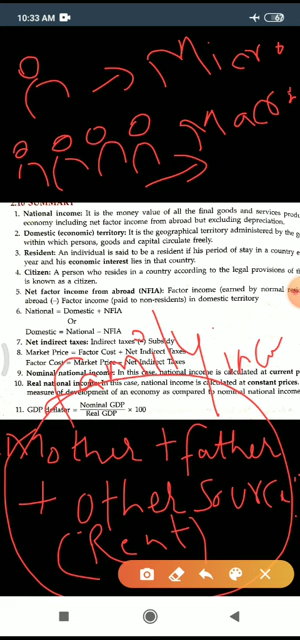 10:33 AM
67
Micro
Macr
2.10 SUMMARY
1. National income: It is the money value of all the final goods and services produ
economy including net factor income from abroad but excluding depreciation.
2. Domestic (economic) territory: It is the geographical territory administered by the g
within which persons, goods and capital circulate freely.
3. Resident: An individual is said to be a resident if his period of stay in a country e
year and his economic interest lies in that country.
4. Citizen: A person who resides in a country according to the legal provisions of t
is known as a citizen.
5. Net factor income from abroad (NFIA): Factor income (earned by normal res
abroad (–) Factor income (paid to non-residents) in domestic territory
6. National = Domestic + NFIA
Or
Domestic = National – NFIA
7. Net indirect taxes: Indirect taxes (–) Subsidy
8. Market Price = Factor Cost + Net Indirect Taxes
Factor Cost = Market Price – Net Indirect Taxes
9. Nominal national income: In this case, national income is calculated at current p
10. Real national income: In this case, national income is calculated at constant prices.
measure of development of an economy as compared to nominal national income
11. GDP deflator = Nominal GDP / Real GDP × 100
Family inco
Mother + father
+ other source
(Rent)